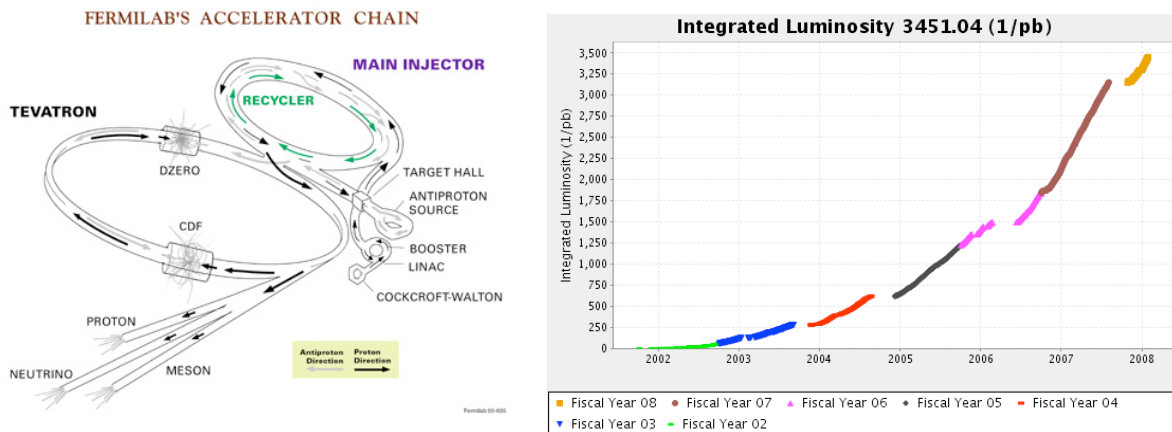 FERMILAB'S ACCELERATOR CHAIN
MAIN INJECTOR
RECYCLER
TEVATRON
DZERO
TARGET HALL
ANTIPROTON
SOURCE
CDF
BOOSTER
LINAC
COCKCROFT-WALTON
PROTON
NEUTRINO
MESON
Antiproton
Direction
Proton
Direction
Integrated Luminosity 3451.04 (1/pb)
Integrated Luminosity (1/pb)
3,500
3,250
3,000
2,750
2,500
2,250
2,000
1,750
1,500
1,250
1,000
750
500
250
0
2002 2003 2004 2005 2006 2007 2008
Fiscal Year 08 Fiscal Year 07 Fiscal Year 06 Fiscal Year 05 Fiscal Year 04
Fiscal Year 03 Fiscal Year 02